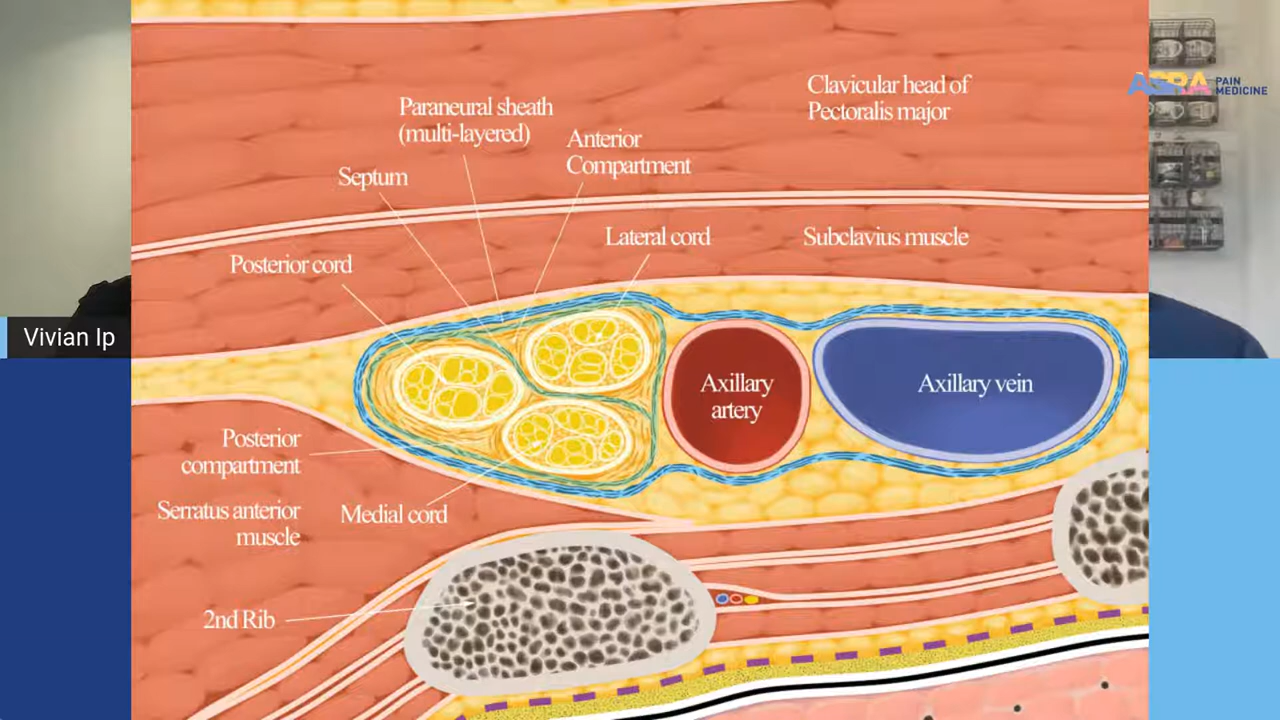 ASRA PAIN
MEDICINE
Clavicular head of
Pectoralis major
Paraneural sheath
(multi-layered)
Anterior
Compartment
Septum
Lateral cord
Subclavius muscle
Posterior cord
Vivian Ip
Axillary
artery
Axillary vein
Posterior
compartment
Serratus anterior
muscle
Medial cord
2nd Rib